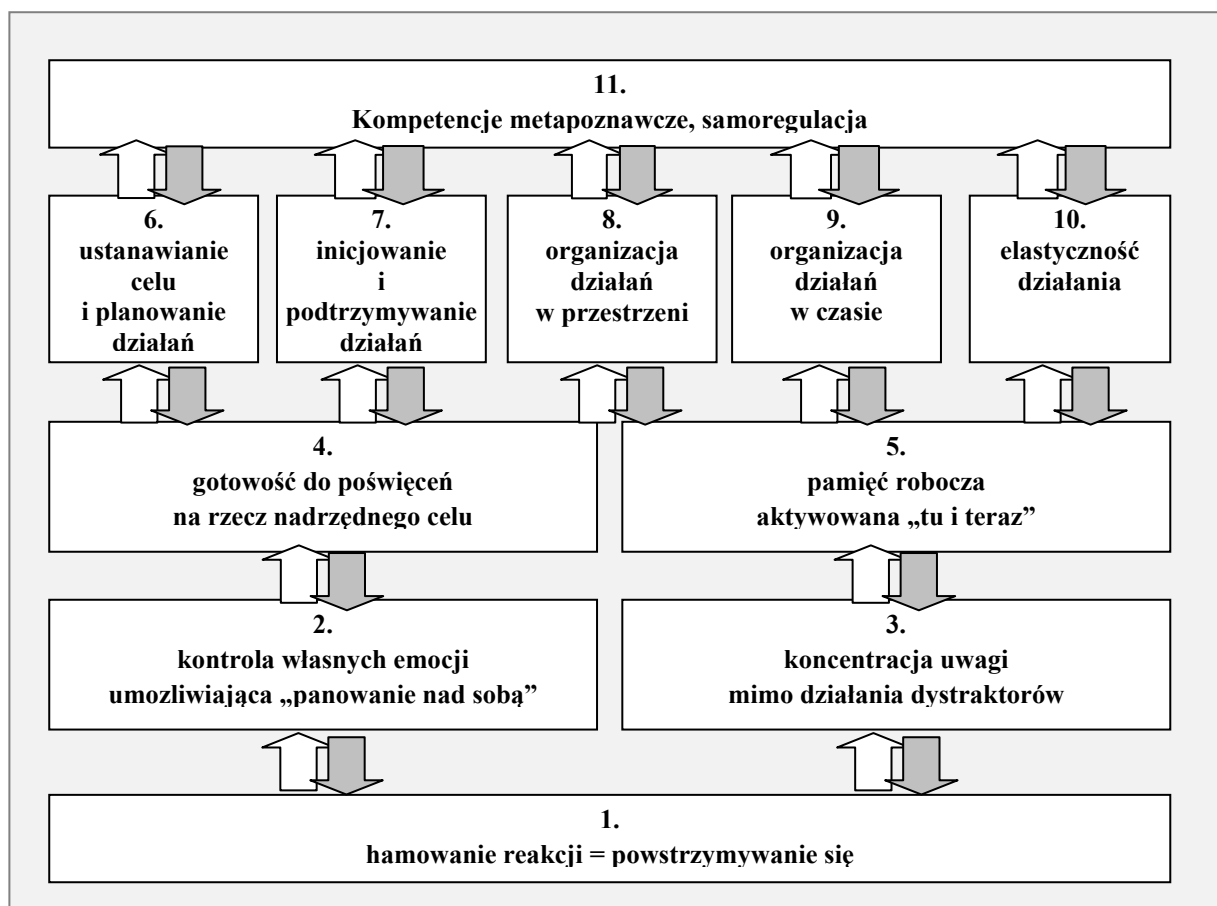 11.
Kompetencje metapoznawcze, samoregulacja
6.
ustanawianie
celu
i planowanie
działań
7.
inicjowanie
i
podtrzymywanie
działań
8.
organizacja
działań
w przestrzeni
9.
organizacja
działań
w czasie
10.
elastyczność
działania
4.
gotowość do poświęceń
na rzecz nadrzędnego celu
5.
pamięć robocza
aktywowana „tu i teraz”
2.
kontrola własnych emocji
umozliwiająca „panowanie nad sobą”
3.
koncentracja uwagi
mimo działania dystraktorów
1.
hamowanie reakcji = powstrzymywanie się